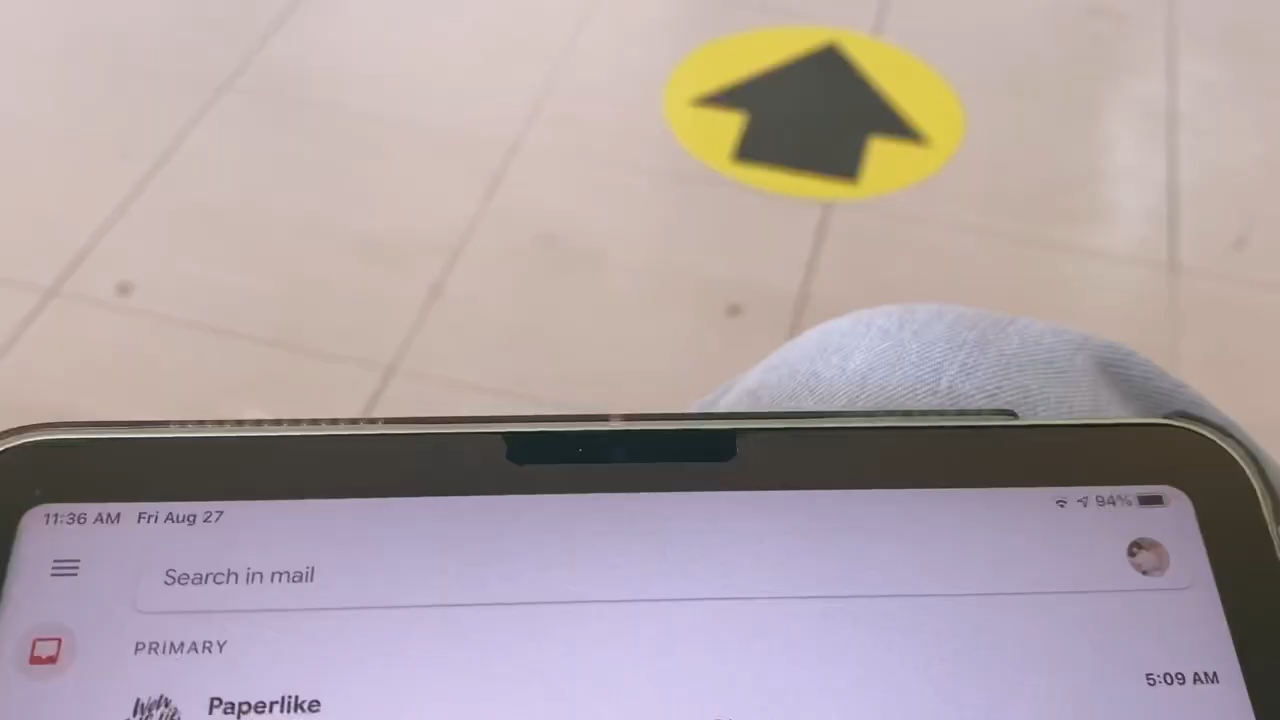 11:36 AM Fri Aug 27
94%
Search in mail
PRIMARY
5:09 AM
Paperlike